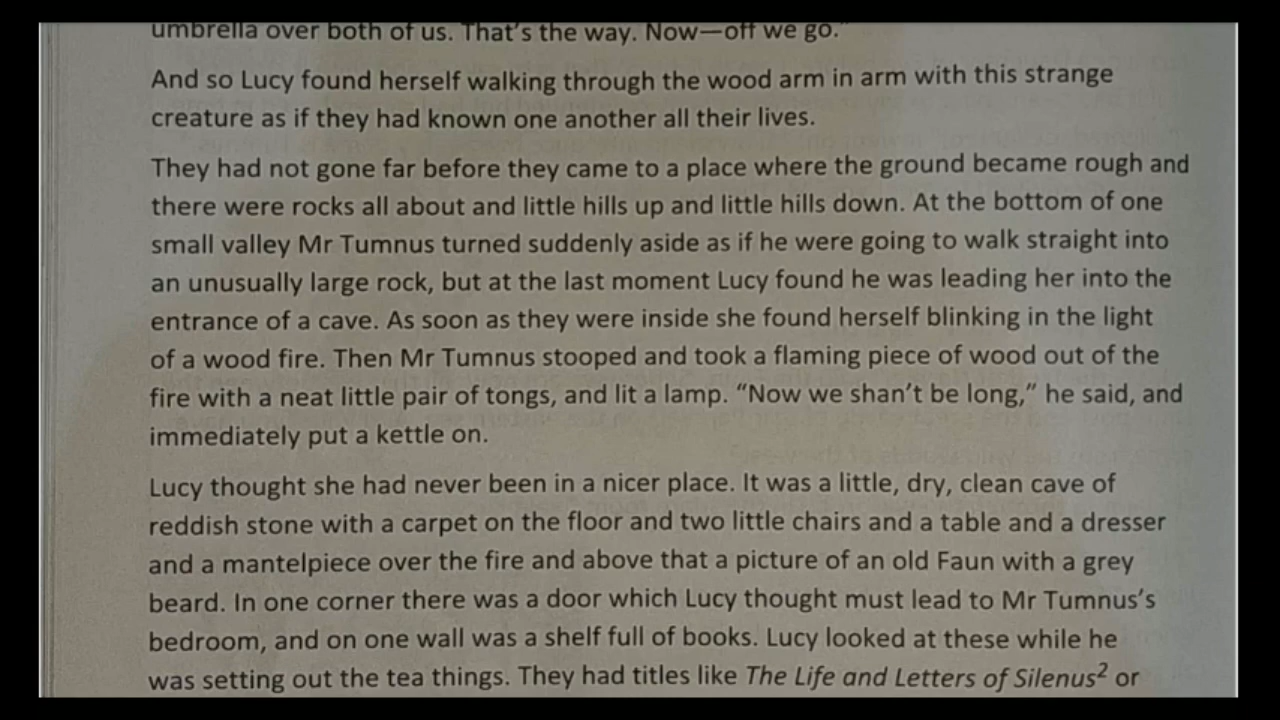 umbrella over both of us. That's the way. Now—off we go."
And so Lucy found herself walking through the wood arm in arm with this strange
creature as if they had known one another all their lives.
They had not gone far before they came to a place where the ground became rough and
there were rocks all about and little hills up and little hills down. At the bottom of one
small valley Mr Tumnus turned suddenly aside as if he were going to walk straight into
an unusually large rock, but at the last moment Lucy found he was leading her into the
entrance of a cave. As soon as they were inside she found herself blinking in the light
of a wood fire. Then Mr Tumnus stooped and took a flaming piece of wood out of the
fire with a neat little pair of tongs, and lit a lamp. “Now we shan’t be long,” he said, and
immediately put a kettle on.
Lucy thought she had never been in a nicer place. It was a little, dry, clean cave of
reddish stone with a carpet on the floor and two little chairs and a table and a dresser
and a mantelpiece over the fire and above that a picture of an old Faun with a grey
beard. In one corner there was a door which Lucy thought must lead to Mr Tumnus’s
bedroom, and on one wall was a shelf full of books. Lucy looked at these while he
was setting out the tea things. They had titles like The Life and Letters of Silenus² or